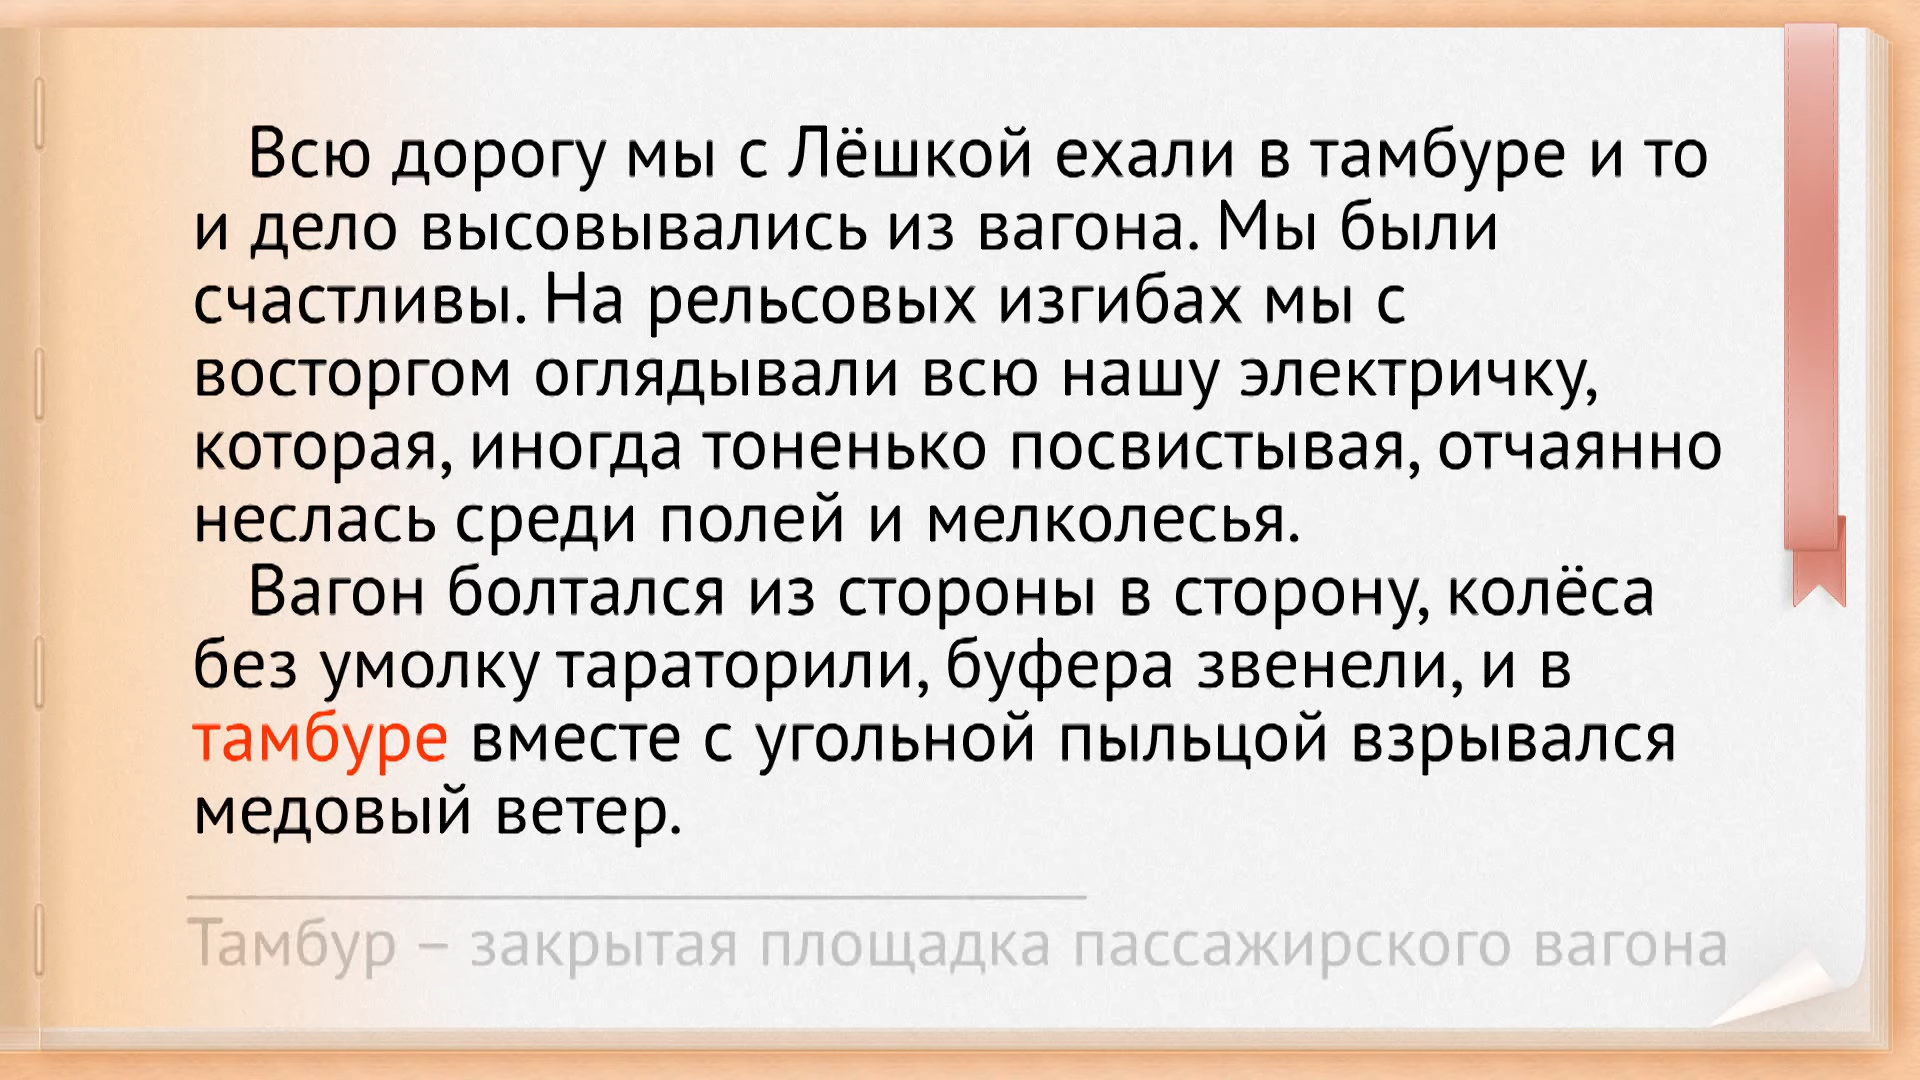 Всю дорогу мы с Лёшкой ехали в тамбуре и то
и дело высовывались из вагона. Мы были
счастливы. На рельсовых изгибах мы с
восторгом оглядывали всю нашу электричку,
которая, иногда тоненько посвистывая, отчаянно
неслась среди полей и мелколесья.
Вагон болтался из стороны в сторону, колёса
без умолку тараторили, буфера звенели, и в
тамбуре вместе с угольной пыльцой взрывался
медовый ветер.
Тамбур – закрытая площадка пассажирского вагона